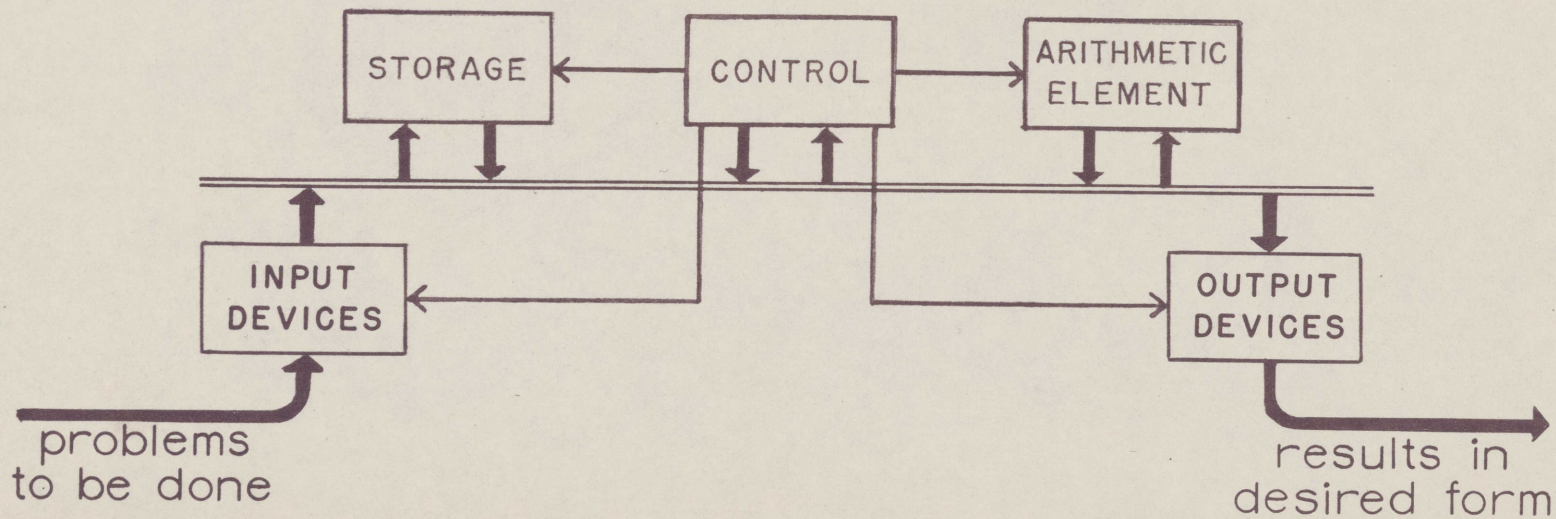 STORAGE
CONTROL
ARITHMETIC
ELEMENT
INPUT
DEVICES
OUTPUT
DEVICES
problems
to be done
results in
desired form